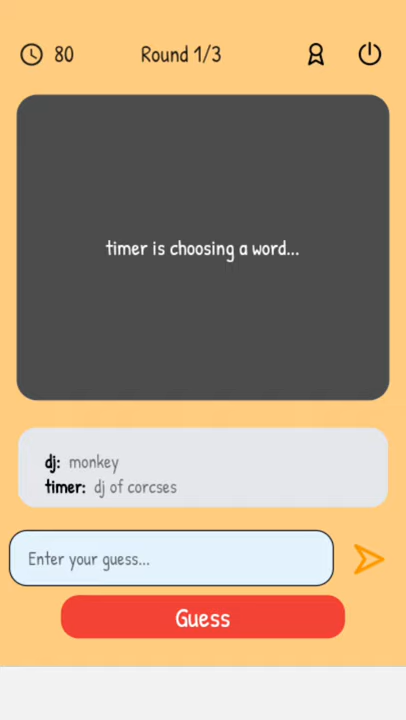 80 Round 1/3
timer is choosing a word...
dj: monkey
timer: dj of corcses
Enter your guess...
Guess